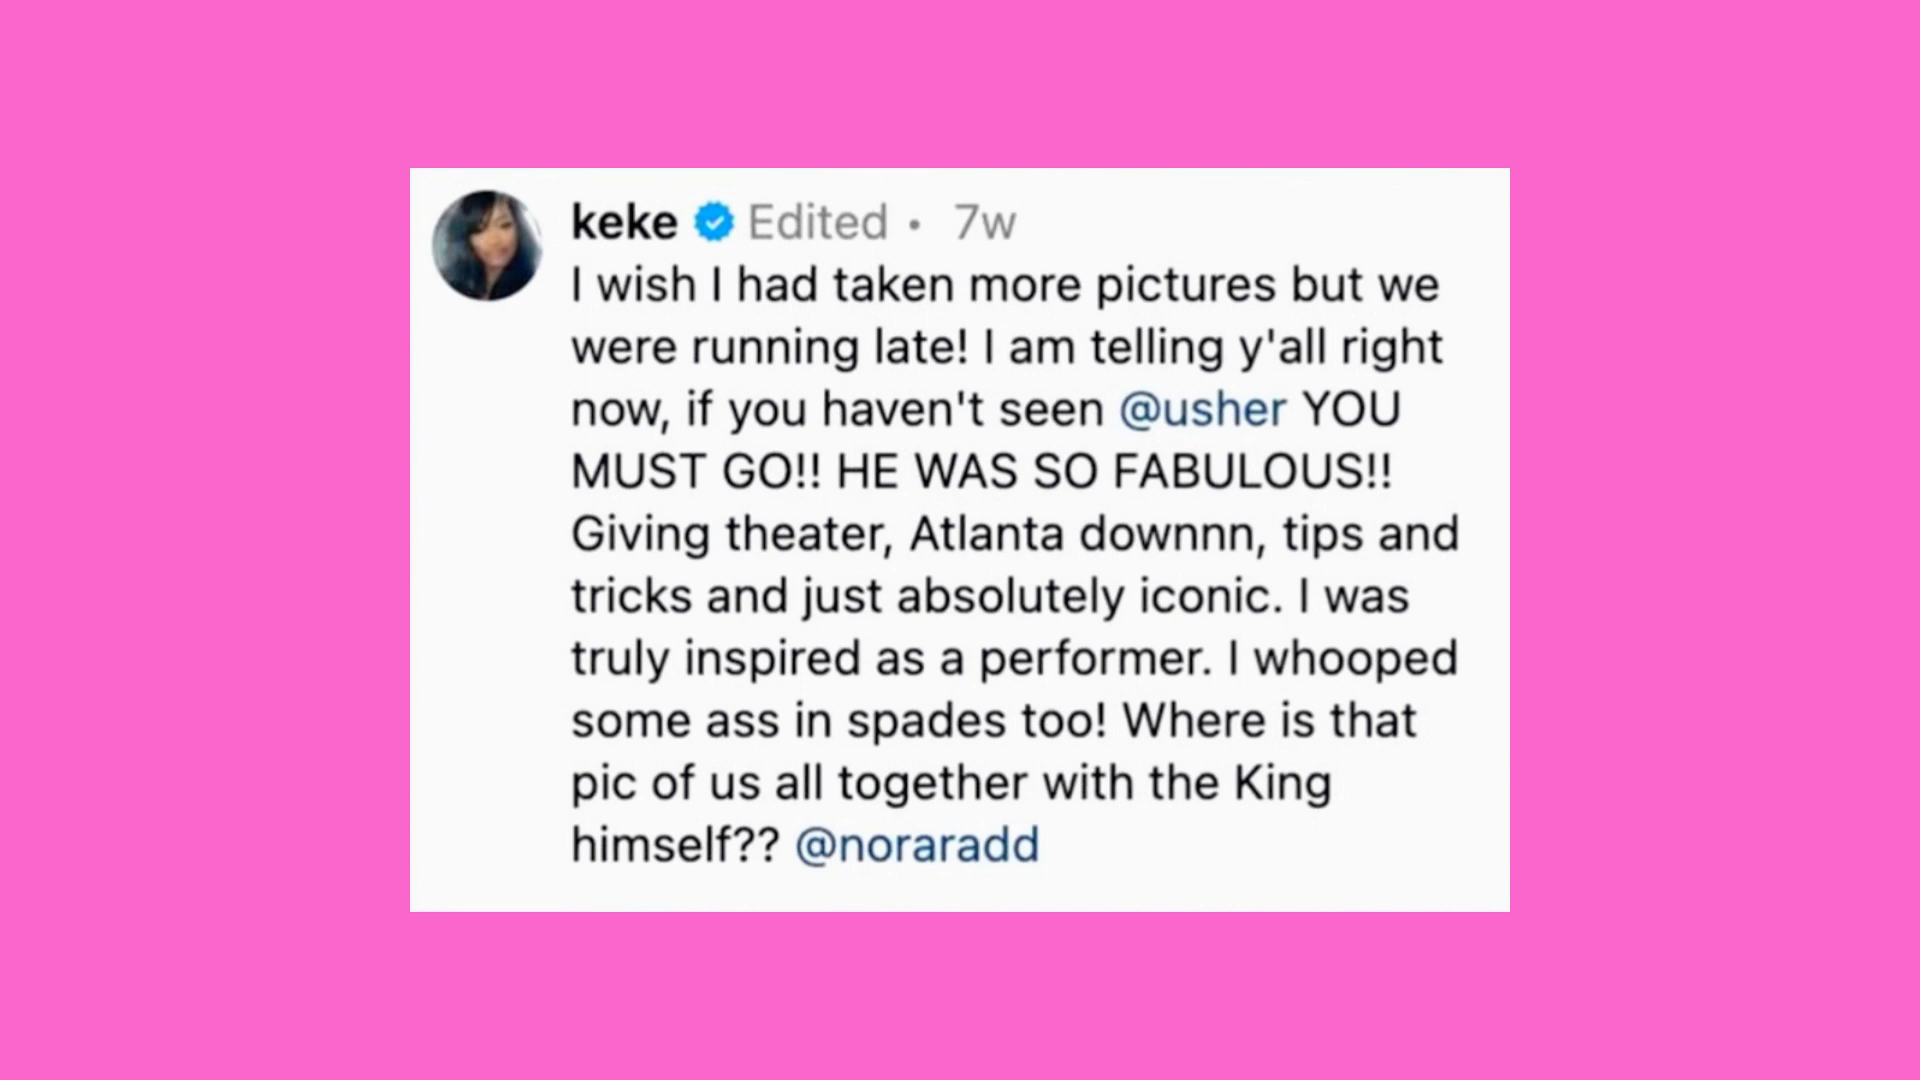 keke Edited • 7w
I wish I had taken more pictures but we
were running late! I am telling y'all right
now, if you haven't seen @usher YOU
MUST GO!! HE WAS SO FABULOUS!!
Giving theater, Atlanta downnn, tips and
tricks and just absolutely iconic. I was
truly inspired as a performer. I whooped
some ass in spades too! Where is that
pic of us all together with the King
himself?? @noraradd